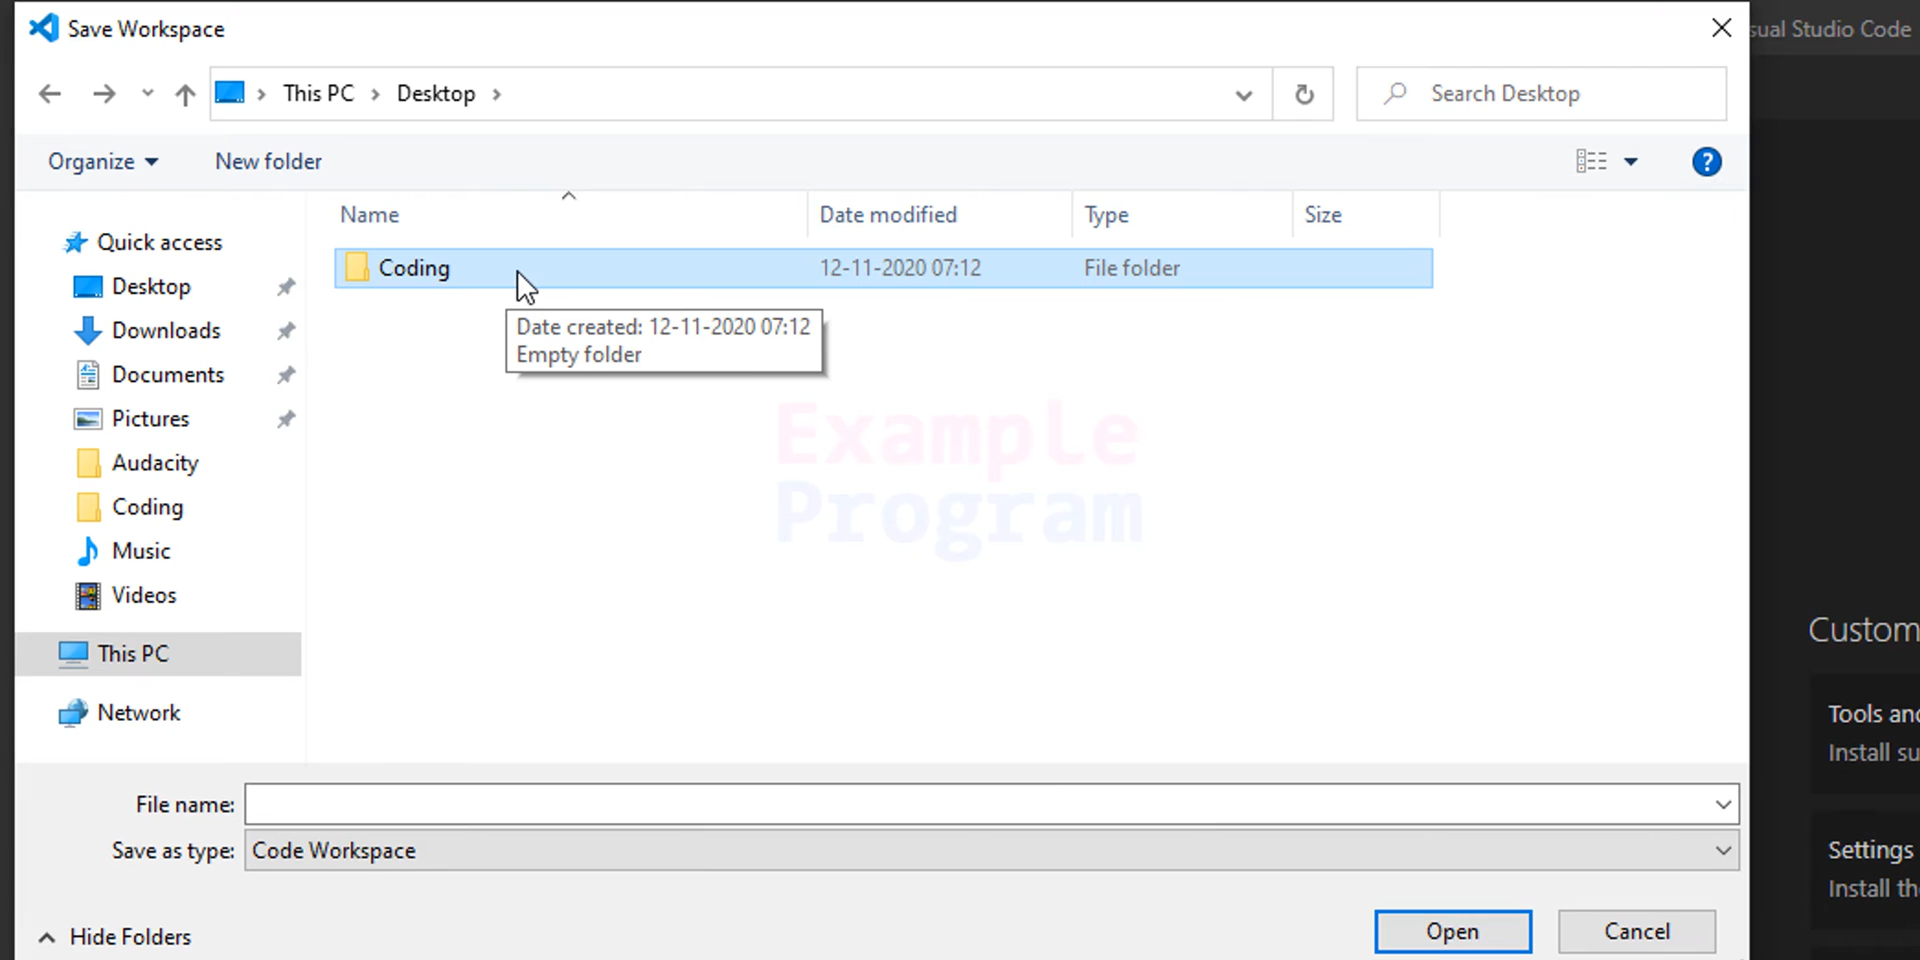 Save Workspace
sual Studio Code
This PC
Desktop
Search Desktop
Organize
New folder
?
Name
Date modified
Type
Size
Quick access
Desktop
Downloads
Documents
Pictures
Audacity
Coding
Music
Videos
This PC
Network
Coding
12-11-2020 07:12
File folder
Date created: 12-11-2020 07:12
Empty folder
Example
Program
Custom
Tools and
Install su
Settings
Install the
File name:
Save as type:
Code Workspace
Hide Folders
Open
Cancel